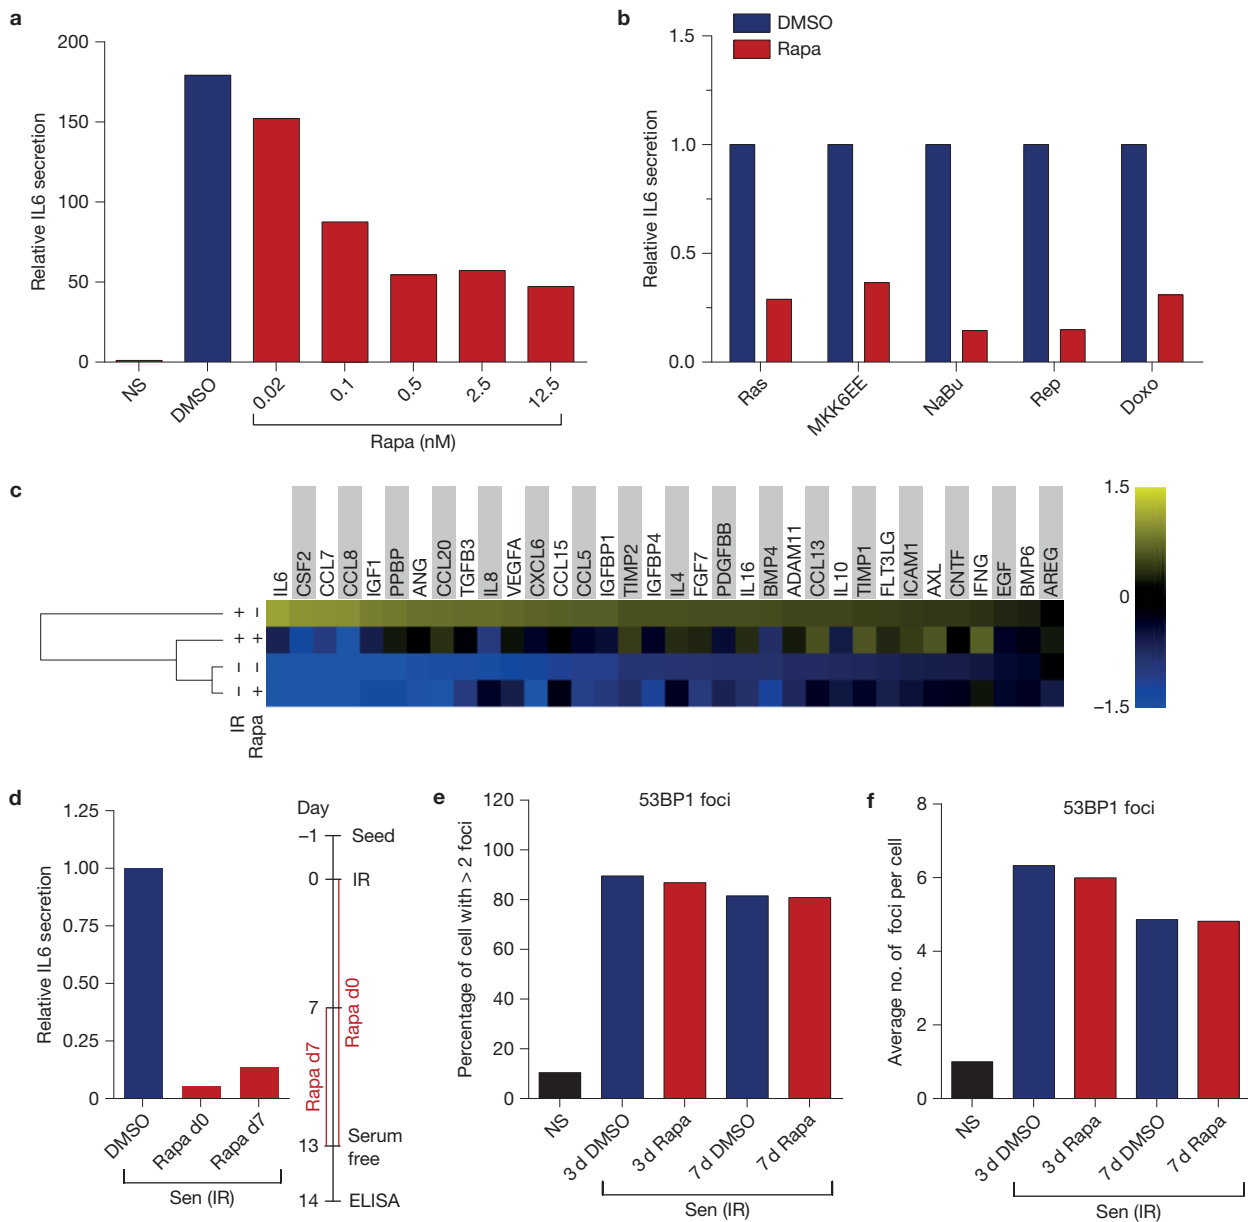 a
200
150
100
50
0
Relative IL6 secretion
NS
DMSO
0.02
0.1
0.5
2.5
12.5
Rapa (nM)
b
DMSO
Rapa
1.5
1.0
0.5
0.0
Relative IL6 secretion
Ras
MKK6EE
NaBu
Rep
Doxo
c
IL6
CSF2
CCL7
CCL8
IGF1
PPBP
ANG
CCL20
TGFB3
IL8
VEGFA
CXCL6
CCL15
CCL5
IGFBP1
TIMP2
IGFBP4
IL4
FGF7
PDGFBB
IL16
BMP4
ADAM11
CCL13
IL10
TIMP1
FLT3LG
ICAM1
AXL
CNTF
IFNG
EGF
BMP6
AREG
+ –
+ +
– –
– +
IR
Rapa
1.5
0
–1.5
d
1.25
1.00
0.75
0.50
0.25
0
Relative IL6 secretion
DMSO
Rapa d0
Rapa d7
Sen (IR)
Day
–1 Seed
0 IR
7
Rapa d0
Rapa d7
13 Serum
free
14 ELISA
e
53BP1 foci
120
100
80
60
40
20
0
Percentage of cell with > 2 foci
NS
3 d DMSO
3 d Rapa
7 d DMSO
7 d Rapa
Sen (IR)
f
53BP1 foci
8
6
4
2
0
Average no. of foci per cell
NS
3 d DMSO
3 d Rapa
7 d DMSO
7 d Rapa
Sen (IR)